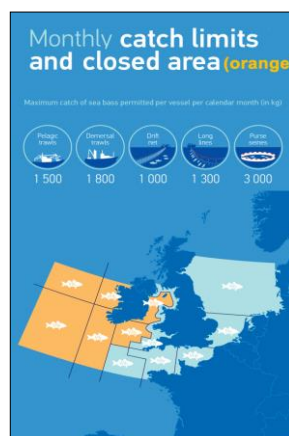 Monthly catch limits
and closed area (orange
Maximum catch of sea bass permitted per vessel per calendar month (in kg)
Pelagic trawls
Demersal trawls
Drift net
Long lines
Purse seines
1 500
1 800
1 000
1 300
3 000